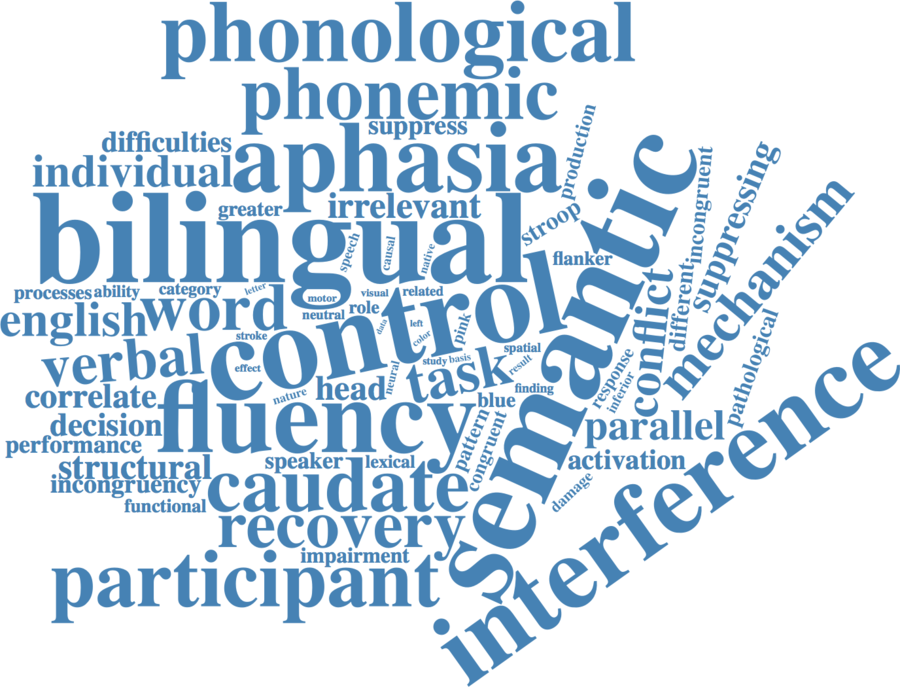 phonological
phonemic
suppress
production
difficulties
aphasia
individual
semantic
incongruent
suppressing
bilingual
greater
irrelevant
stroop
mechanism
speech
causal
native
flanker
processes
ability
category
letter
motor
visual
related
control
conflict
different
english
word
neutral
role
data
left
color
pink
stroke
verbal
effect
study
basis
spatial
result
pathological
correlate
nature
head
neural
task
finding
response
inferior
interference
decision
fluency
blue
pattern
congruent
parallel
performance
structural
speaker
lexical
activation
incongruency
caudate
damage
functional
recovery
impairment
participant